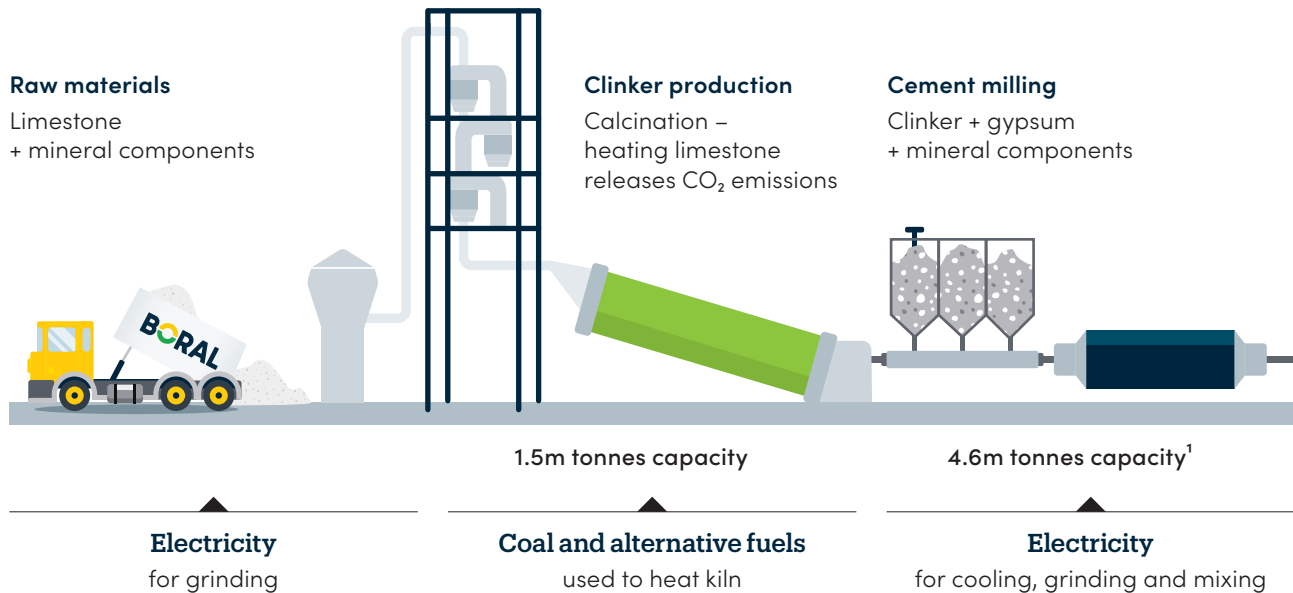 Raw materials
Limestone
+ mineral components
Clinker production
Calcination –
heating limestone
releases CO₂ emissions
Cement milling
Clinker + gypsum
+ mineral components
BORAL
1.5m tonnes capacity
4.6m tonnes capacity¹
Electricity
for grinding
Coal and alternative fuels
used to heat kiln
Electricity
for cooling, grinding and mixing